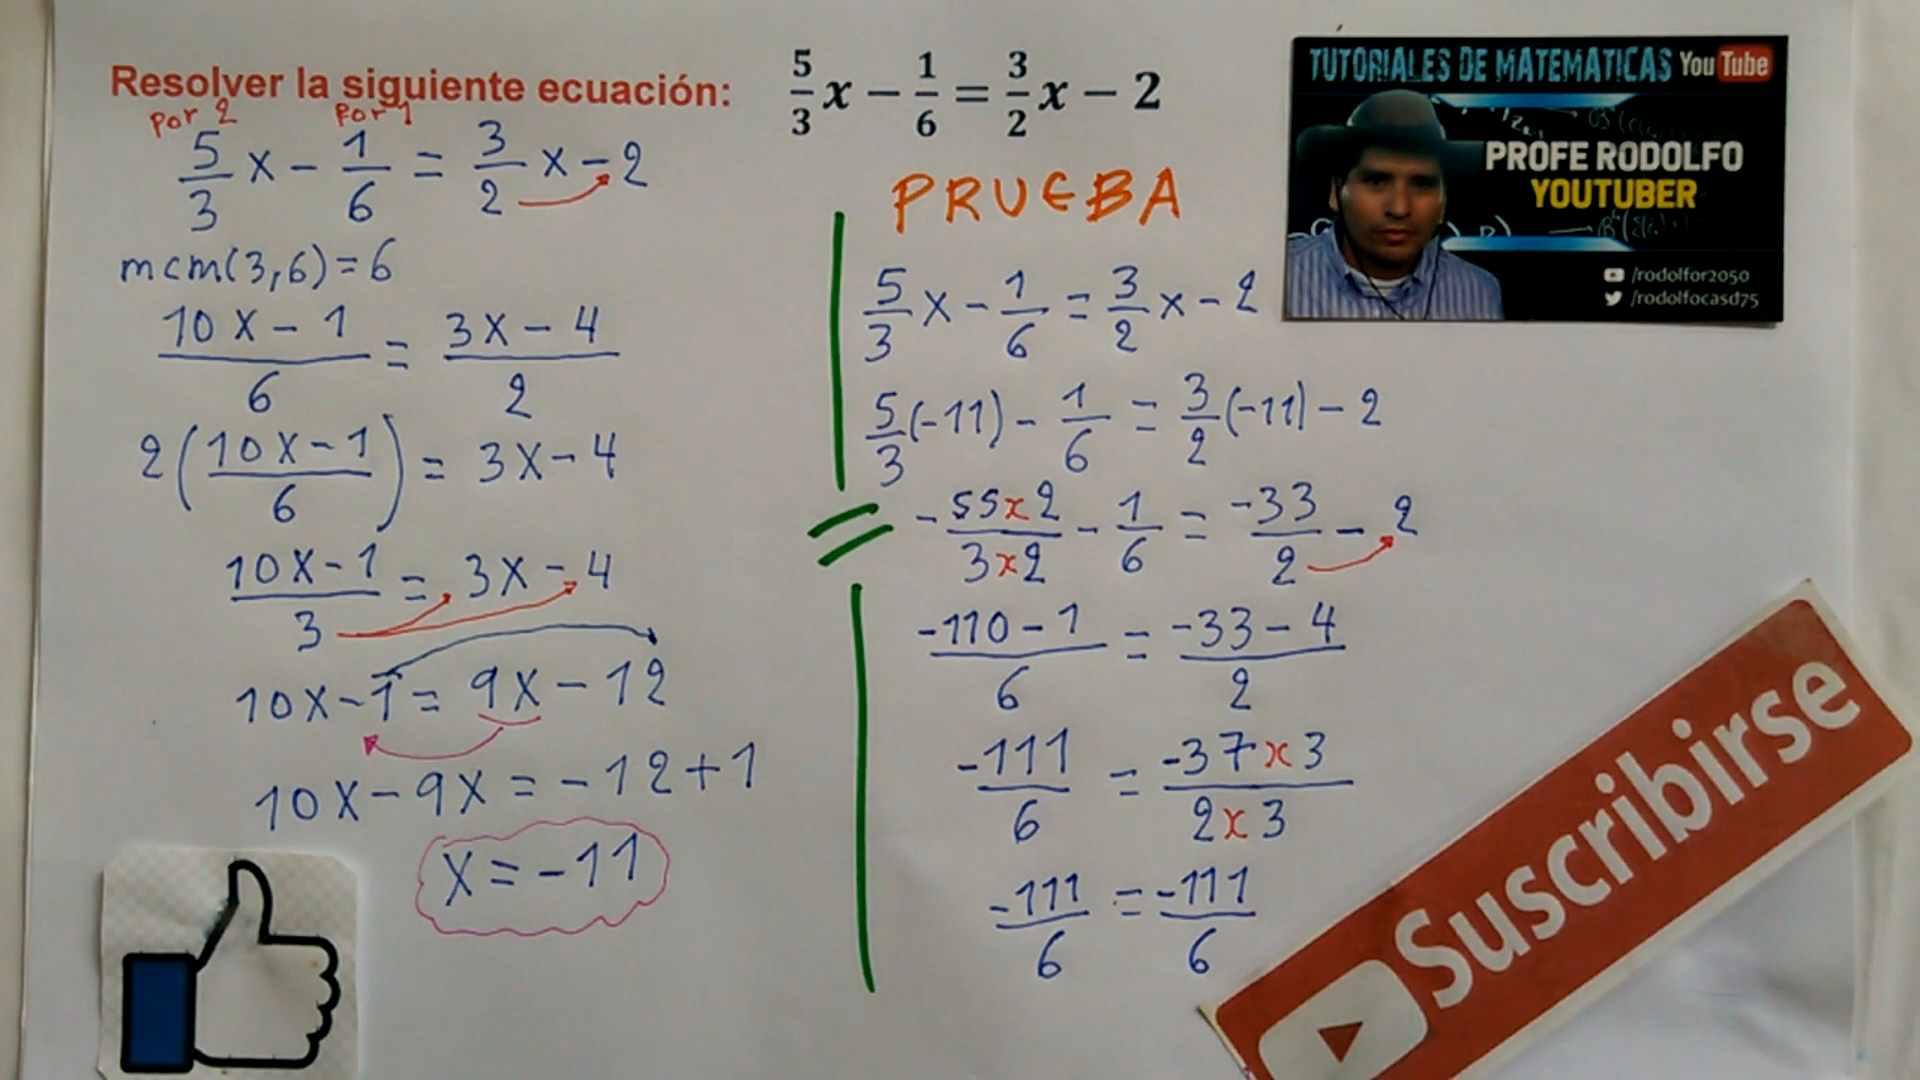 Resolver la siguiente ecuación: 5/3 x − 1/6 = 3/2 x − 2
por 2 por 1
5/3 x − 1/6 = 3/2 x − 2
mcm(3,6)=6
(10x − 1)/6 = (3x − 4)/2
2((10x − 1)/6) = 3x − 4
(10x − 1)/3 = 3x − 4
10x − 1 = 9x − 12
10x − 9x = −12 + 1
x = −11
PRUEBA
5/3 x − 1/6 = 3/2 x − 2
5/3 (−11) − 1/6 = 3/2 (−11) − 2
− 55x2/3x2 − 1/6 = −33/2 − 2
(−110 − 1)/6 = (−33 − 4)/2
−111/6 = −37x3/2x3
−111/6 = −111/6
TUTORIALES DE MATEMATICAS YouTube
PROFE RODOLFO
YOUTUBER
/rodolfor2050
/rodolfocasd75
Suscribirse